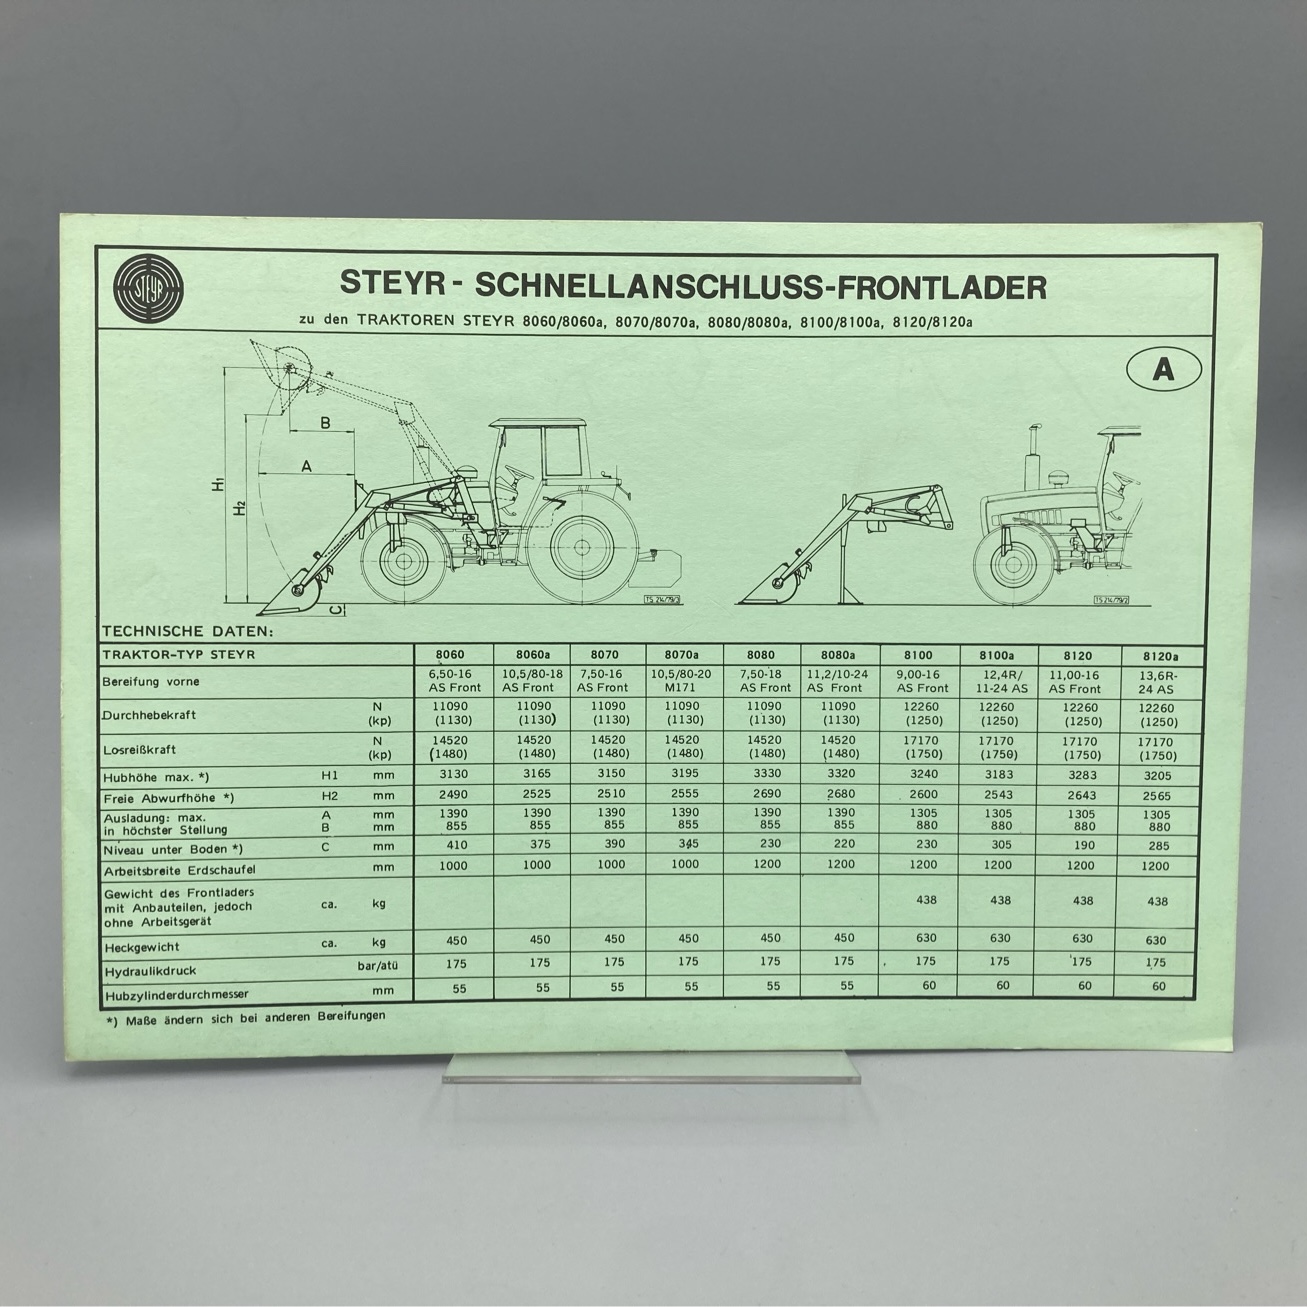 STEYR
STEYR - SCHNELLANSCHLUSS-FRONTLADER
zu den TRAKTOREN STEYR 8060/8060a, 8070/8070a, 8080/8080a, 8100/8100a, 8120/8120a
A
B
A
H1
H2
C
TS 214/79/3
TS 214/79/2
TECHNISCHE DATEN:
TRAKTOR-TYP STEYR 8060 8060a 8070 8070a 8080 8080a 8100 8100a 8120 8120a
Bereifung vorne 6,50-16 AS Front 10,5/80-18 AS Front 7,50-16 AS Front 10,5/80-20 M171 7,50-18 AS Front 11,2/10-24 AS Front 9,00-16 AS Front 12,4R/ 11-24 AS 11,00-16 AS Front 13,6R- 24 AS
Durchhebekraft N 11090 11090 11090 11090 11090 11090 12260 12260 12260 12260
(kp) (1130) (1130) (1130) (1130) (1130) (1130) (1250) (1250) (1250) (1250)
Losreißkraft N 14520 14520 14520 14520 14520 14520 17170 17170 17170 17170
(kp) (1480) (1480) (1480) (1480) (1480) (1480) (1750) (1750) (1750) (1750)
Hubhöhe max. *) H1 mm 3130 3165 3150 3195 3330 3320 3240 3183 3283 3205
Freie Abwurfhöhe *) H2 mm 2490 2525 2510 2555 2690 2680 2600 2543 2643 2565
Ausladung: max. A mm 1390 1390 1390 1390 1390 1390 1305 1305 1305 1305
in höchster Stellung B mm 855 855 855 855 855 855 880 880 880 880
Niveau unter Boden *) C mm 410 375 390 345 230 220 230 305 190 285
Arbeitsbreite Erdschaufel mm 1000 1000 1000 1000 1200 1200 1200 1200 1200 1200
Gewicht des Frontladers
mit Anbauteilen, jedoch ca. kg 438 438 438 438
ohne Arbeitsgerät
Heckgewicht ca. kg 450 450 450 450 450 450 630 630 630 630
Hydraulikdruck bar/atü 175 175 175 175 175 175 175 175 175 175
Hubzylinderdurchmesser mm 55 55 55 55 55 55 60 60 60 60
*) Maße ändern sich bei anderen Bereifungen